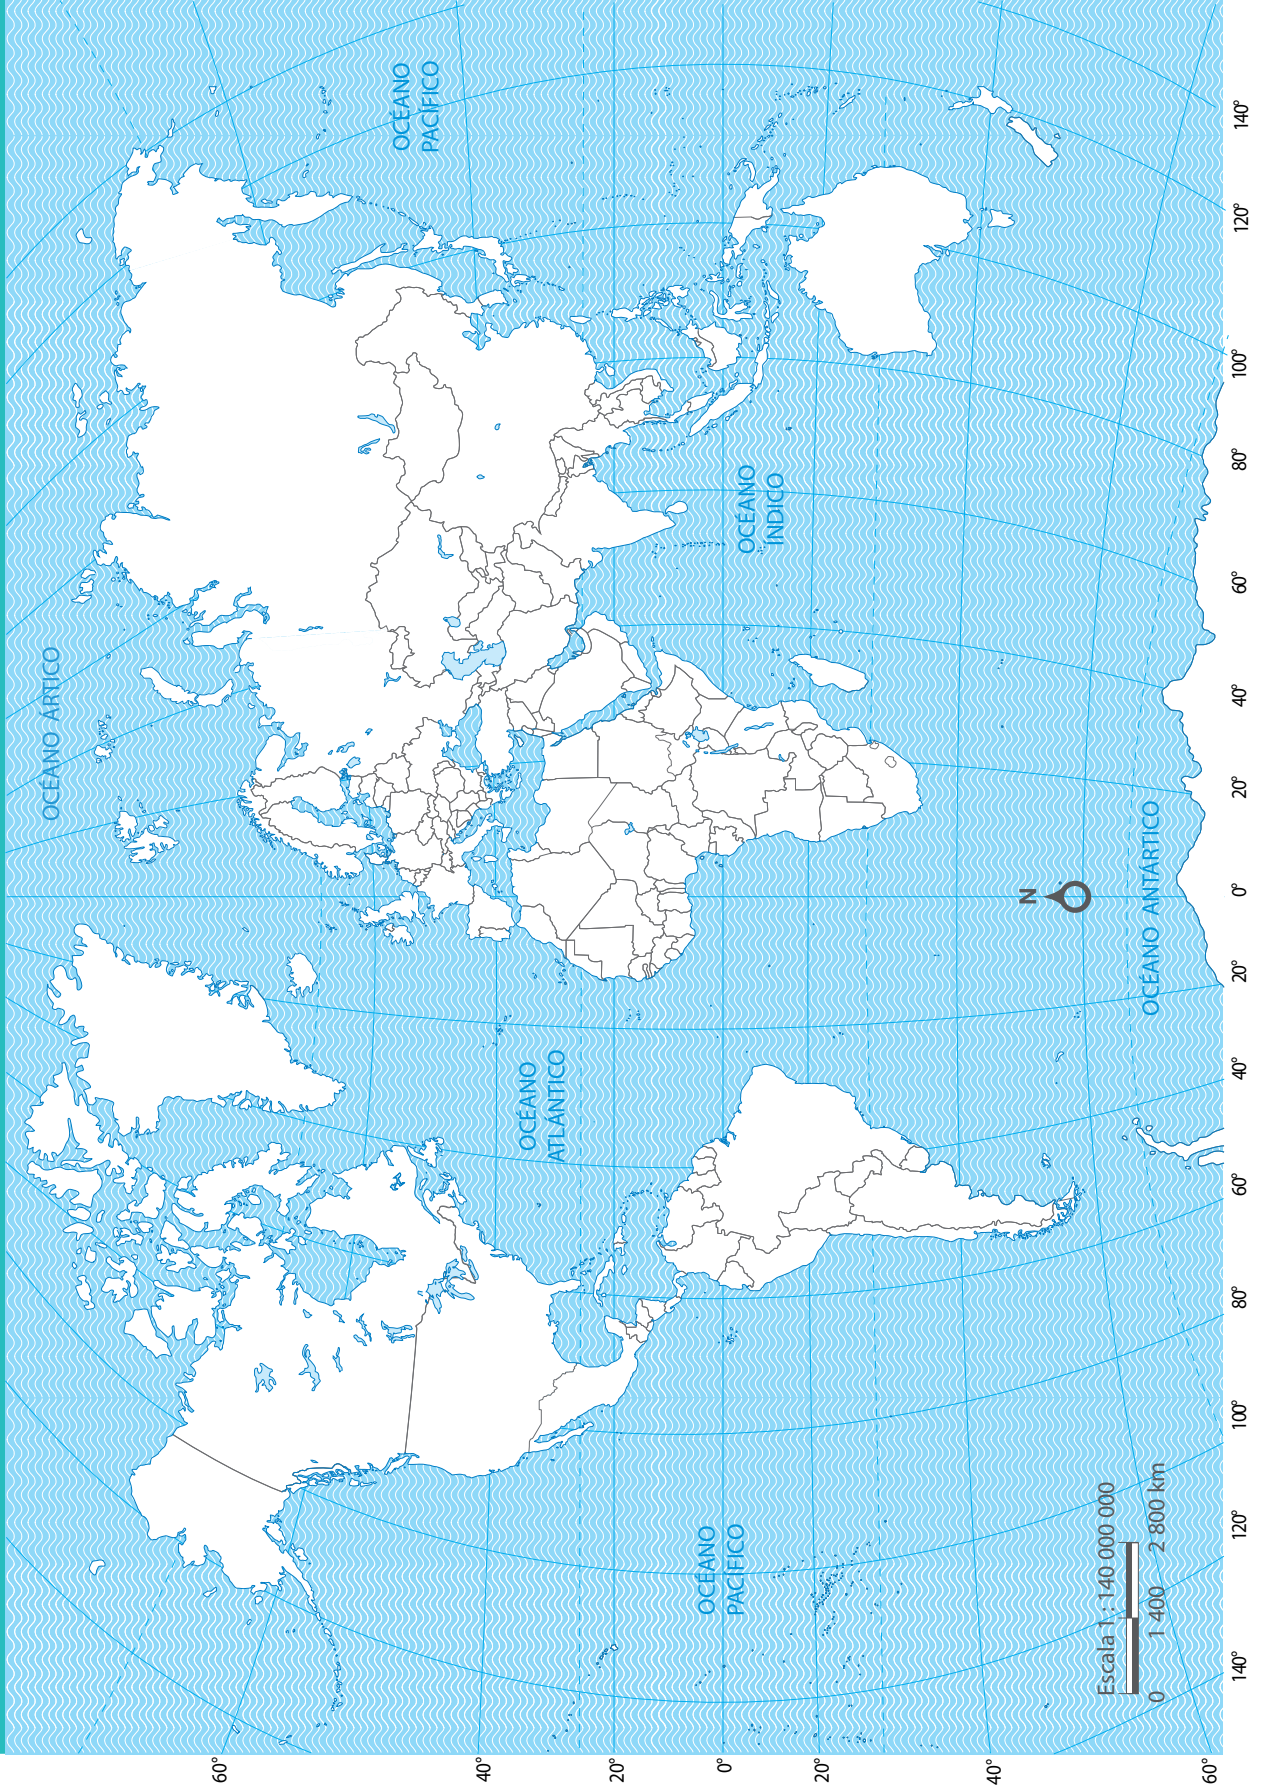 OCÉANO ÁRTICO
OCÉANO
PACÍFICO
OCÉANO
ATLÁNTICO
OCÉANO
ÍNDICO
OCÉANO
PACÍFICO
OCÉANO ANTÁRTICO
N
Escala 1 : 140 000 000
0 1 400 2 800 km
60°
40°
20°
0°
20°
40°
60°
140°
120°
100°
80°
60°
40°
20°
0°
20°
40°
60°
80°
100°
120°
140°